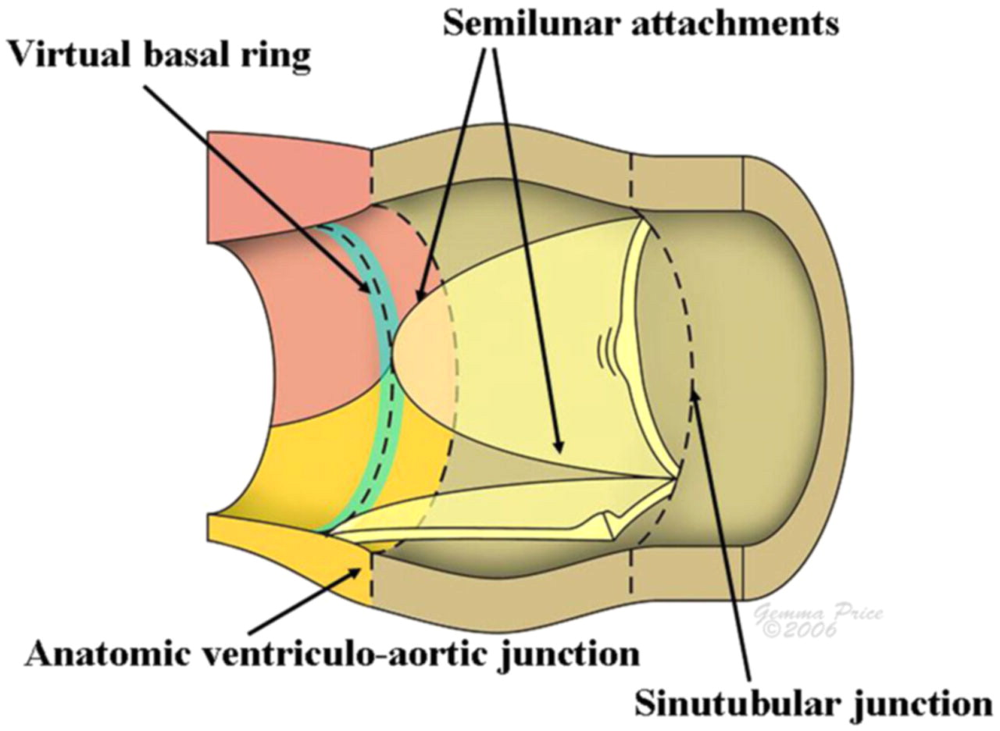 Semilunar attachments
Virtual basal ring
Gemma Price
©2006
Anatomic ventriculo-aortic junction
Sinutubular junction